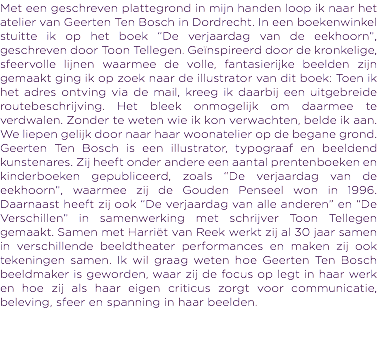 Met een geschreven plattegrond in mijn handen loop ik naar het
atelier van Geerten Ten Bosch in Dordrecht. In een boekenwinkel
stuitte ik op het boek “De verjaardag van de eekhoorn”,
geschreven door Toon Tellegen. Geïnspireerd door de kronkelige,
sfeervolle lijnen waarmee de volle, fantasierijke beelden zijn
gemaakt ging ik op zoek naar de illustrator van dit boek: Toen ik
het adres ontving via de mail, kreeg ik daarbij een uitgebreide
routebeschrijving. Het bleek onmogelijk om daarmee te
verdwalen. Zonder te weten wie ik kon verwachten, belde ik aan.
We liepen gelijk door naar haar woonatelier op de begane grond.
Geerten Ten Bosch is een illustrator, typograaf en beeldend
kunstenares. Zij heeft onder andere een aantal prentenboeken en
kinderboeken gepubliceerd, zoals “De verjaardag van de
eekhoorn”, waarmee zij de Gouden Penseel won in 1996.
Daarnaast heeft zij ook “De verjaardag van alle anderen” en “De
Verschillen” in samenwerking met schrijver Toon Tellegen
gemaakt. Samen met Harriët van Reek werkt zij al 30 jaar samen
in verschillende beeldtheater performances en maken zij ook
tekeningen samen. Ik wil graag weten hoe Geerten Ten Bosch
beeldmaker is geworden, waar zij de focus op legt in haar werk
en hoe zij als haar eigen criticus zorgt voor communicatie,
beleving, sfeer en spanning in haar beelden.